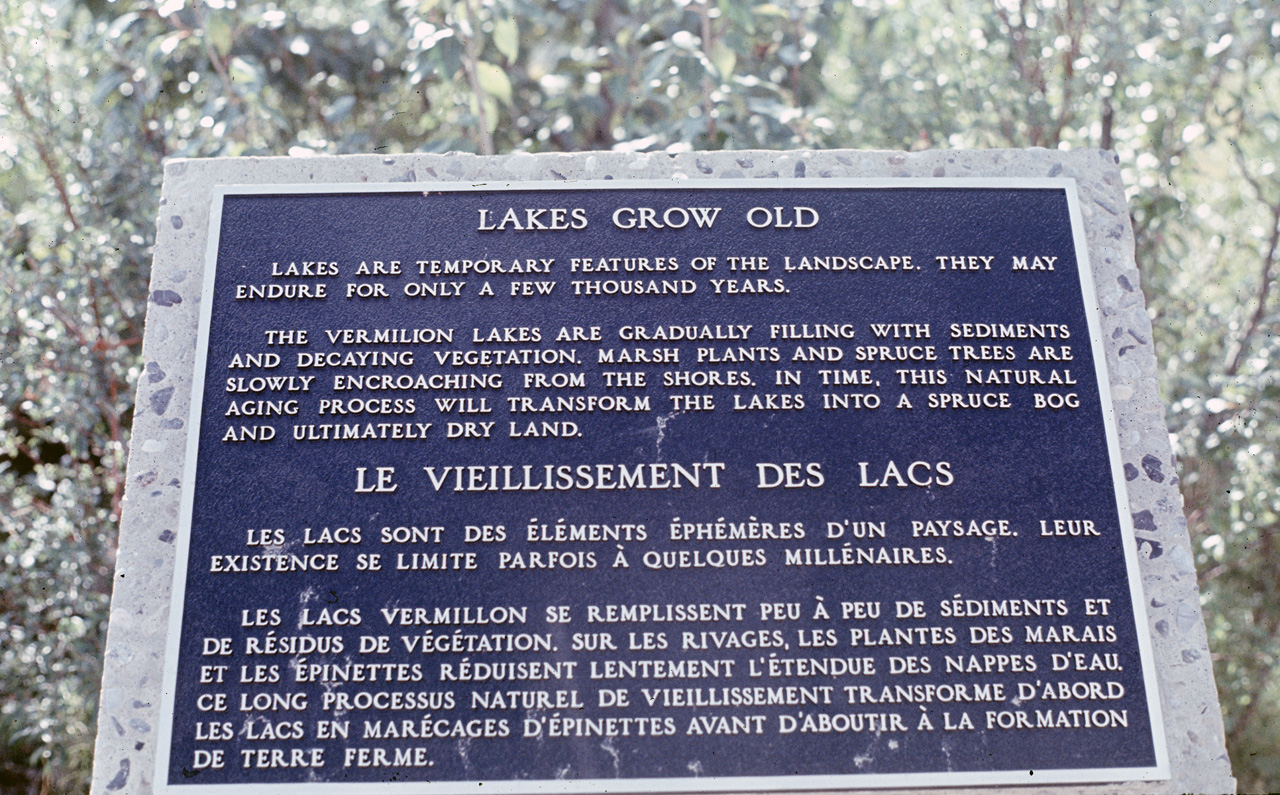 LAKES GROW OLD
LAKES ARE TEMPORARY FEATURES OF THE LANDSCAPE. THEY MAY
ENDURE FOR ONLY A FEW THOUSAND YEARS.
THE VERMILION LAKES ARE GRADUALLY FILLING WITH SEDIMENTS
AND DECAYING VEGETATION. MARSH PLANTS AND SPRUCE TREES ARE
SLOWLY ENCROACHING FROM THE SHORES. IN TIME, THIS NATURAL
AGING PROCESS WILL TRANSFORM THE LAKES INTO A SPRUCE BOG
AND ULTIMATELY DRY LAND.
LE VIEILLISSEMENT DES LACS
LES LACS SONT DES ÉLÉMENTS ÉPHÉMÈRES D'UN PAYSAGE. LEUR
EXISTENCE SE LIMITE PARFOIS À QUELQUES MILLÉNAIRES.
LES LACS VERMILLON SE REMPLISSENT PEU À PEU DE SÉDIMENTS ET
DE RÉSIDUS DE VÉGÉTATION. SUR LES RIVAGES, LES PLANTES DES MARAIS
ET LES ÉPINETTES RÉDUISENT LENTEMENT L'ÉTENDUE DES NAPPES D'EAU.
CE LONG PROCESSUS NATUREL DE VIEILLISSEMENT TRANSFORME D'ABORD
LES LACS EN MARÉCAGES D'ÉPINETTES AVANT D'ABOUTIR À LA FORMATION
DE TERRE FERME.